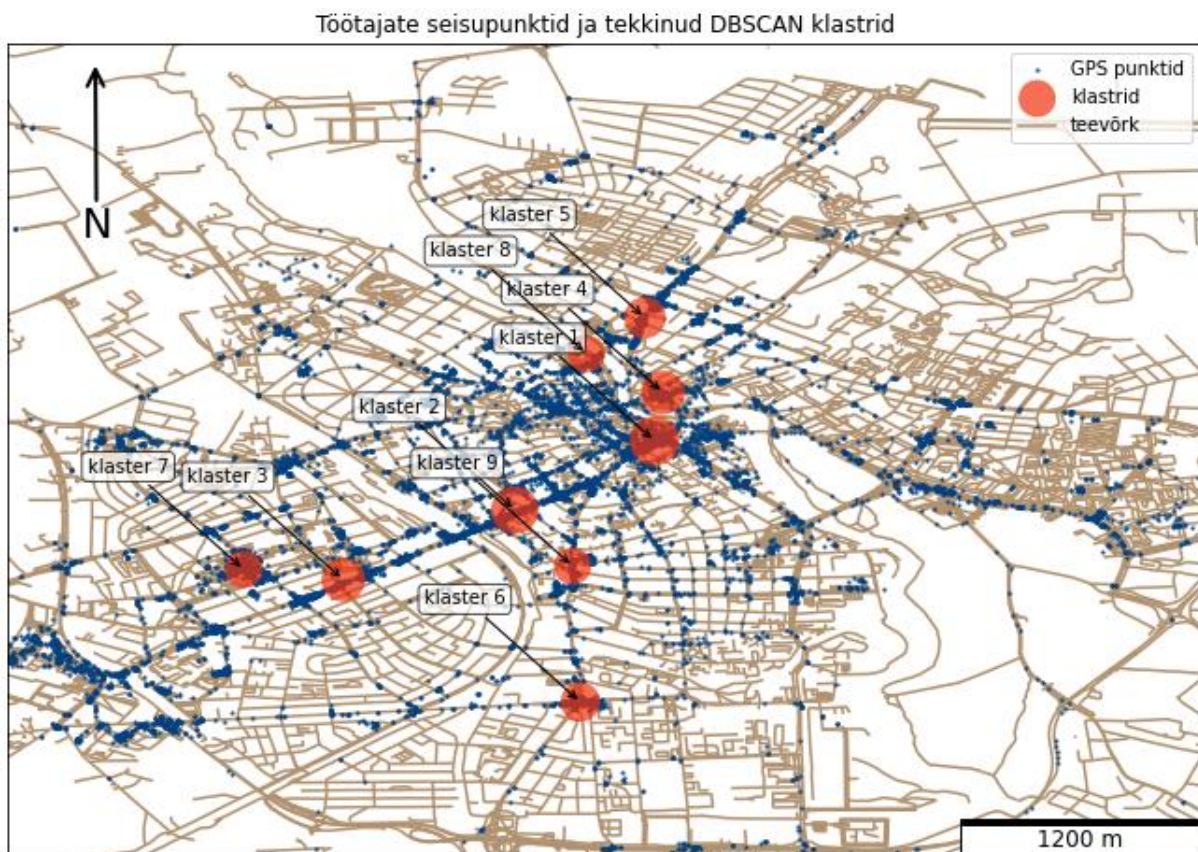 Töötajate seisupunktid ja tekkinud DBSCAN klastrid
GPS punktid
klastrid
teevõrk
N
klaster 5
klaster 8
klaster 4
klaster 1
klaster 2
klaster 9
klaster 7
klaster 3
klaster 6
1200 m